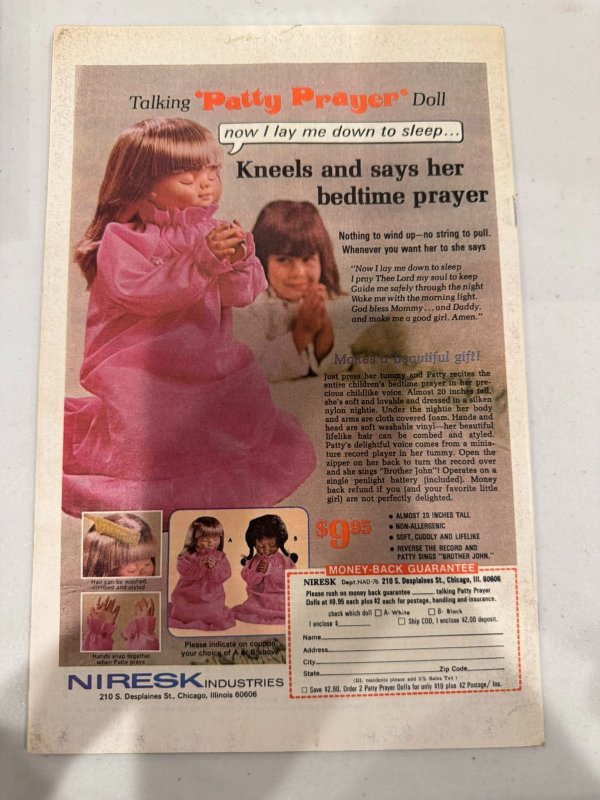 Talking "Patty Prayer" Doll
now I lay me down to sleep...
Kneels and says her
bedtime prayer
Nothing to wind up—no string to pull.
Whenever you want her to she says
"Now I lay me down to sleep
I pray Thee Lord my soul to keep
Guide me safely through the night
Wake me with the morning light.
God bless Mommy...and Daddy,
and make me a good girl. Amen."
Makes a beautiful gift!
Just press her tummy and Patty recites the
entire children's bedtime prayer in her pre-
cious childlike voice. Almost 20 inches tall,
she's soft and lovable and dressed in a silken
nylon nightie. Under the nightie her body
and arms are cloth covered foam. Hands and
head are soft washable vinyl—her beautiful
lifelike hair can be combed and styled.
Patty's delightful voice comes from a minia-
ture record player in her tummy. Open the
zipper on her back to turn the record over
and she sings "Brother John"! Operates on a
single penlight battery (included). Money
back refund if you (and your favorite little
girl) are not perfectly delighted.
$9.95
• ALMOST 20 INCHES TALL
• NON-ALLERGENIC
• SOFT, CUDDLY AND LIFELIKE
• REVERSE THE RECORD AND
PATTY SINGS "BROTHER JOHN."
Hair can be washed,
combed and styled
Hands snap together
when Patty prays
A
B
Please indicate on coupon
your choice of A or B above
MONEY-BACK GUARANTEE
NIRESK Dept.NAD-76 210 S. Desplaines St., Chicago, Ill. 60606
Please rush on money back guarantee talking Patty Prayer
Dolls at $9.95 each plus $2 each for postage, handling and insurance.
check which doll A- White B- Black
I enclose $ Ship COD, I enclose $2.00 deposit.
Name
Address
City
State Zip Code
(Ill. residents please add 5% Sales Tax)
Save $2.90. Order 2 Patty Prayer Dolls for only $19 plus $2 Postage/Ins.
NIRESK INDUSTRIES
210 S. Desplaines St., Chicago, Illinois 60606